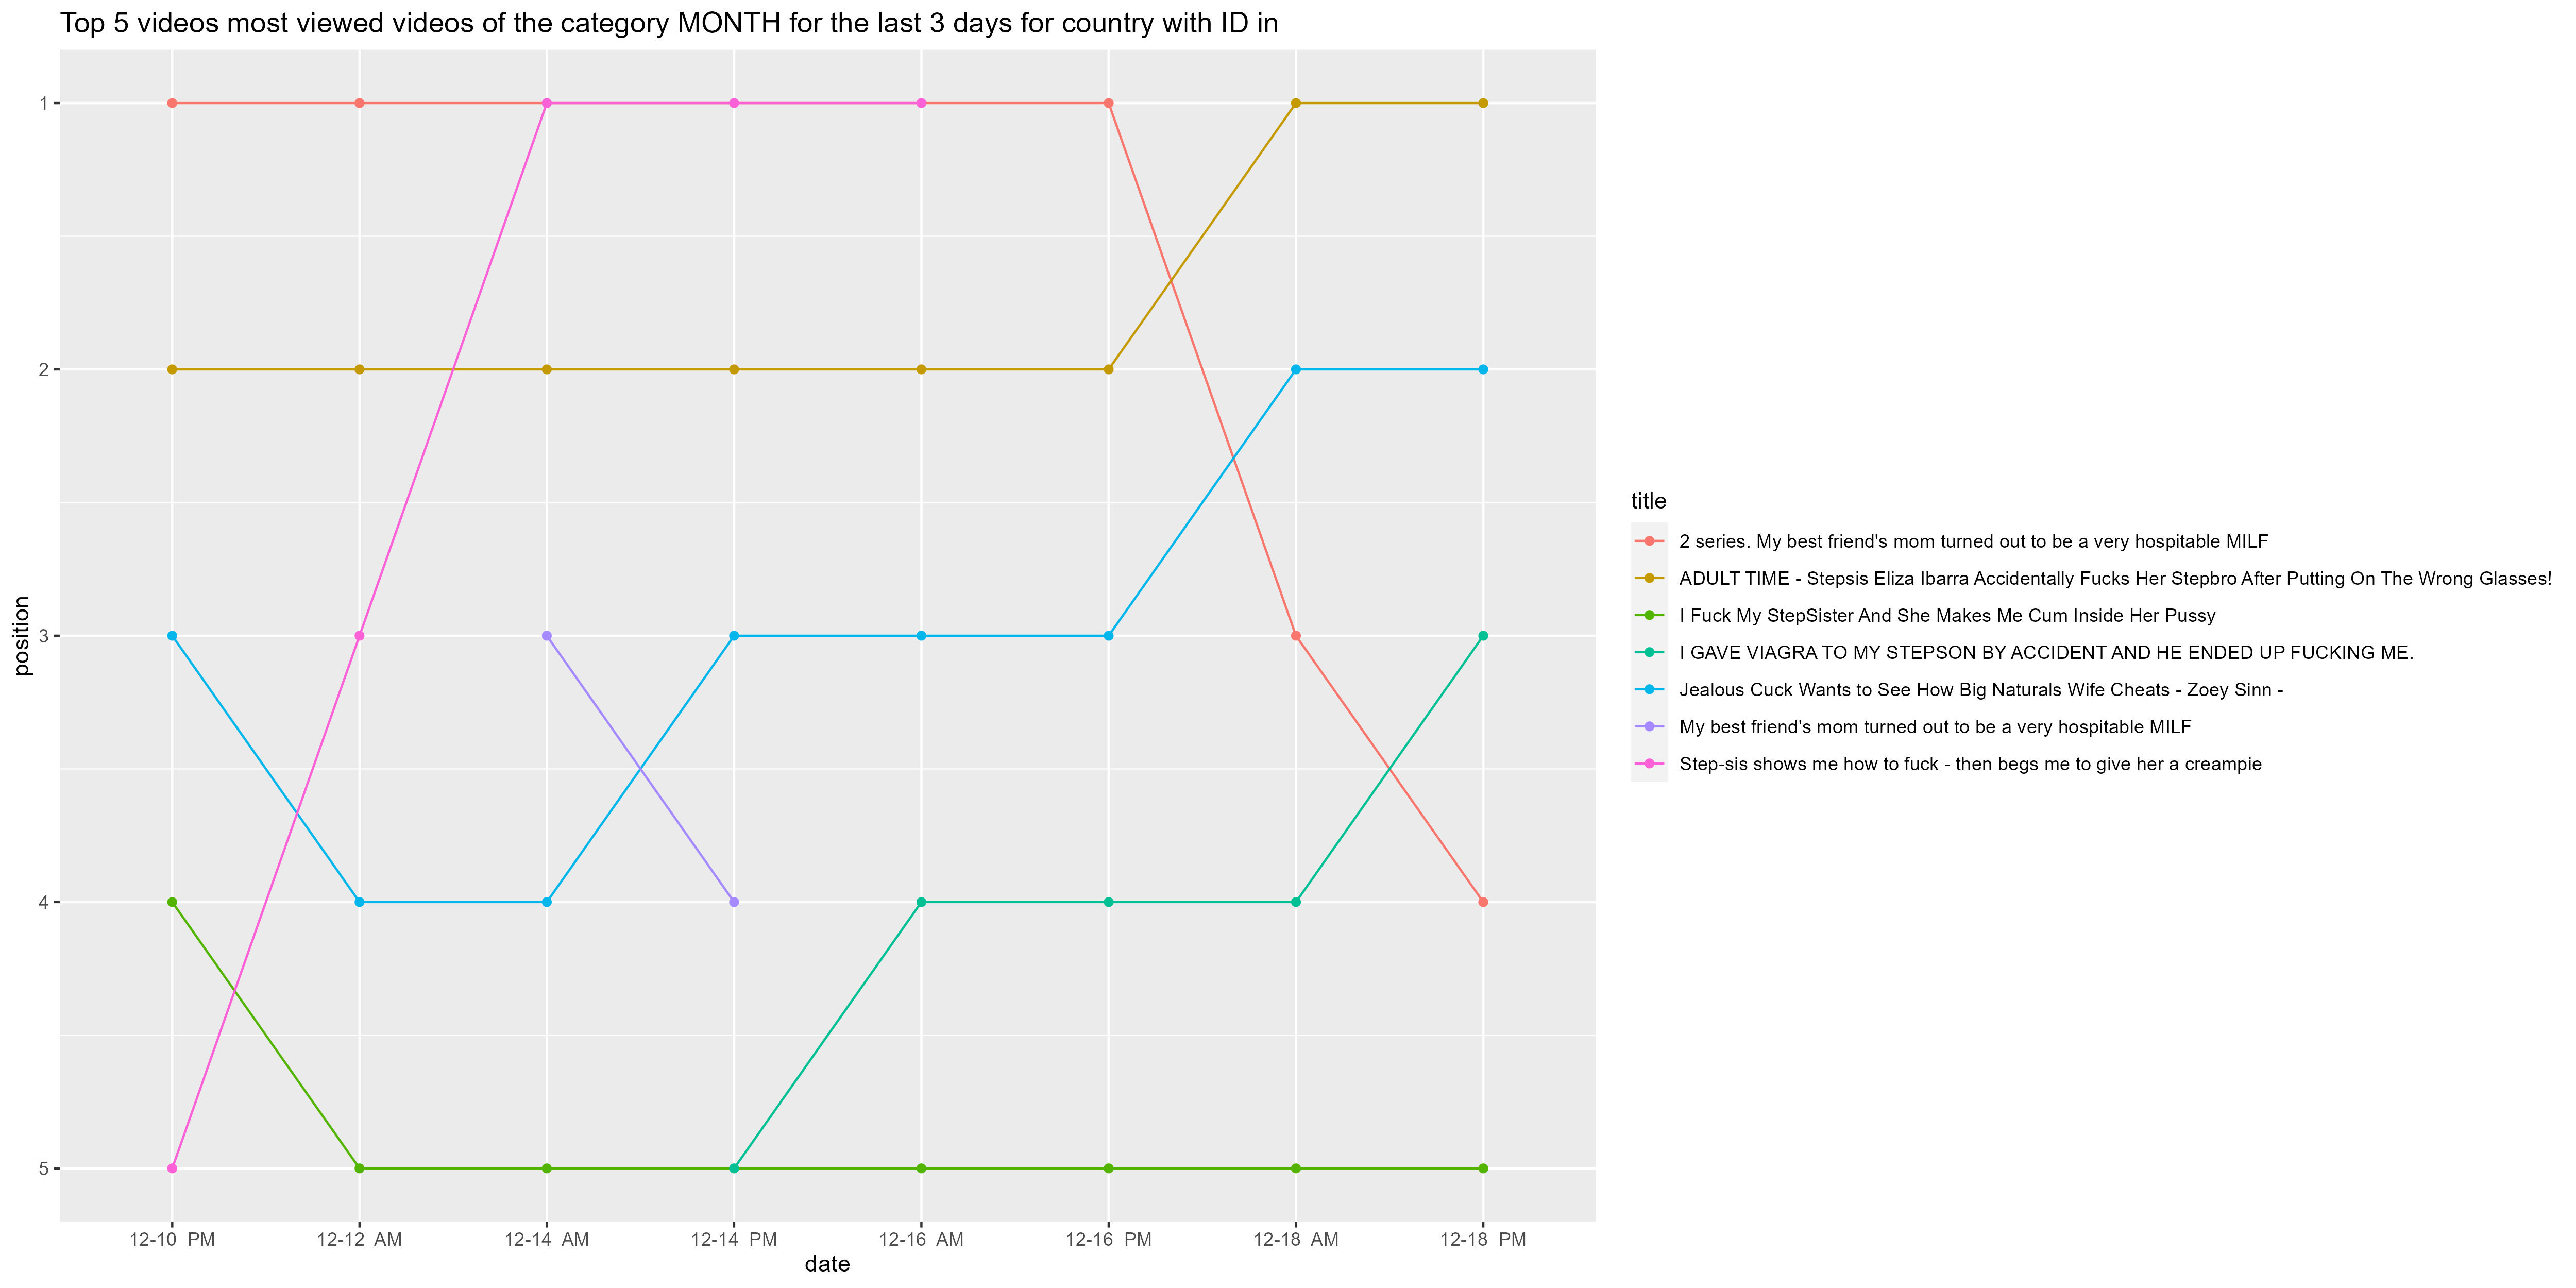 Top 5 videos most viewed videos of the category MONTH for the last 3 days for country with ID in
position
1
2
3
4
5
12-10 PM
12-12 AM
12-14 AM
12-14 PM
12-16 AM
12-16 PM
12-18 AM
12-18 PM
date
title
2 series. My best friend's mom turned out to be a very hospitable MILF
ADULT TIME - Stepsis Eliza Ibarra Accidentally Fucks Her Stepbro After Putting On The Wrong Glasses!
I Fuck My StepSister And She Makes Me Cum Inside Her Pussy
I GAVE VIAGRA TO MY STEPSON BY ACCIDENT AND HE ENDED UP FUCKING ME.
Jealous Cuck Wants to See How Big Naturals Wife Cheats - Zoey Sinn -
My best friend's mom turned out to be a very hospitable MILF
Step-sis shows me how to fuck - then begs me to give her a creampie